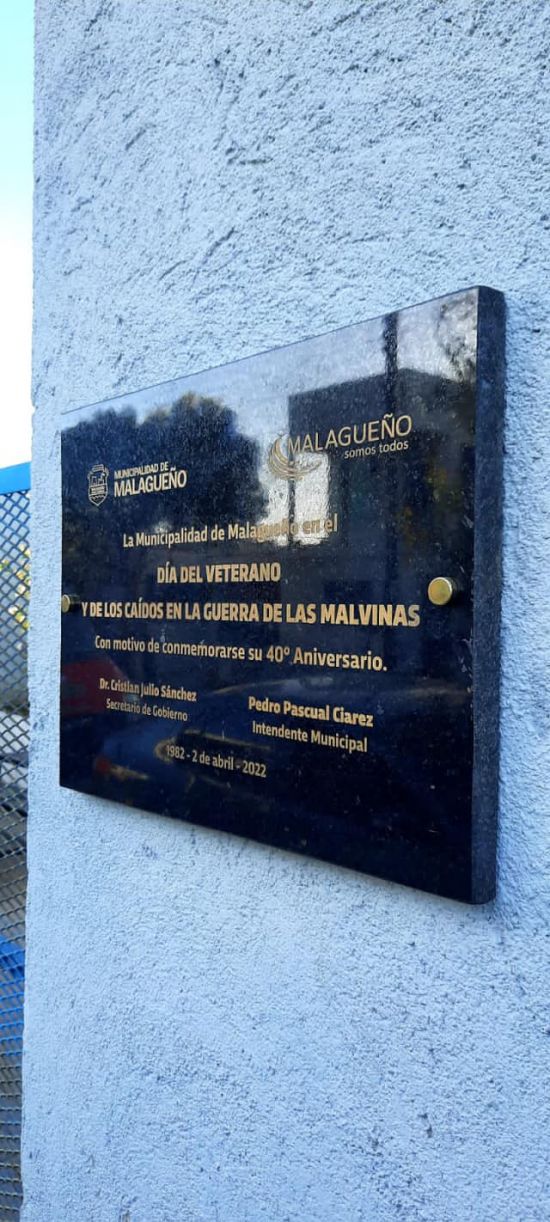 MUNICIPALIDAD DE
MALAGUEÑO
MALAGUEÑO
somos todos
La Municipalidad de Malagueño en el
DÍA DEL VETERANO
Y DE LOS CAÍDOS EN LA GUERRA DE LAS MALVINAS
Con motivo de conmemorarse su 40º Aniversario.
Dr. Cristian Julio Sánchez
Secretario de Gobierno
Pedro Pascual Clarez
Intendente Municipal
1982 - 2 de abril - 2022